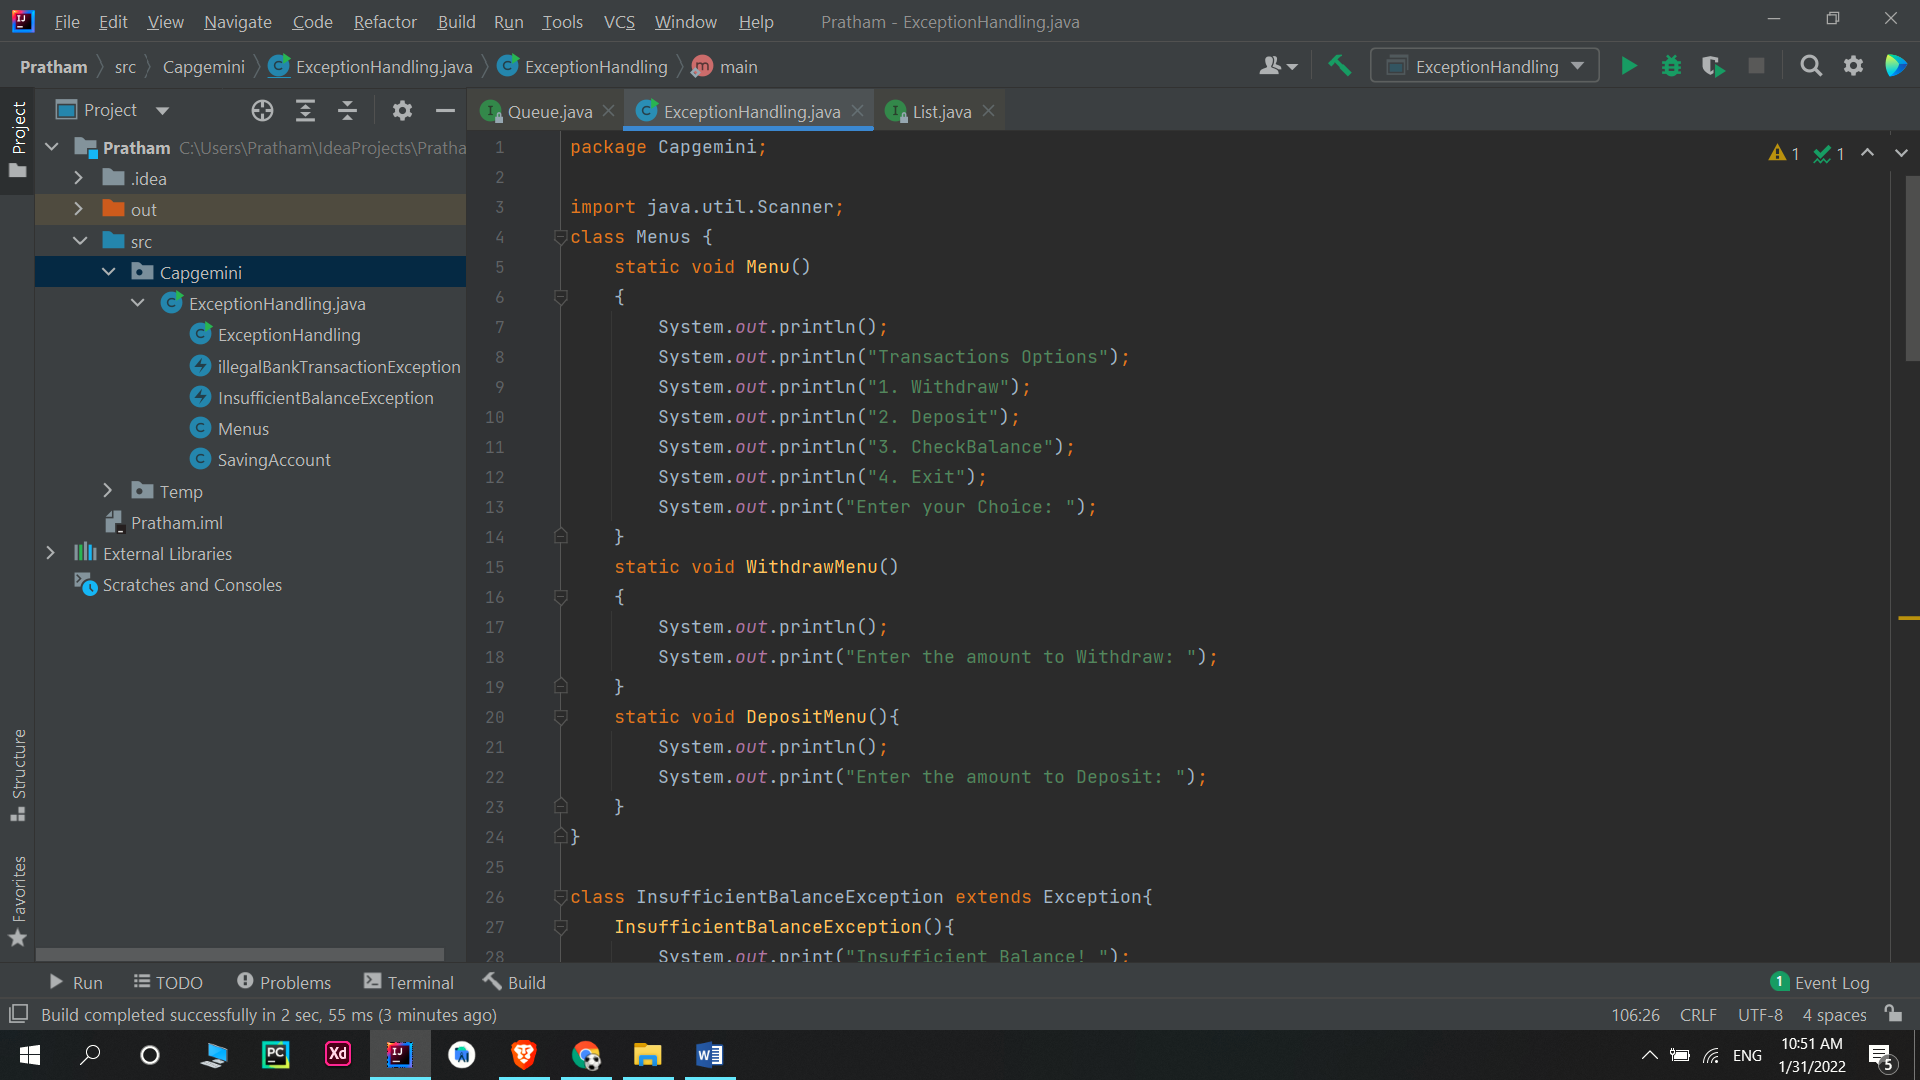 File Edit View Navigate Code Refactor Build Run Tools VCS Window Help Pratham - ExceptionHandling.java
Pratham src Capgemini ExceptionHandling.java ExceptionHandling main ExceptionHandling
Project
Queue.java ExceptionHandling.java List.java
Project
Pratham C:\Users\Pratham\IdeaProjects\Pratha
.idea
out
src
Capgemini
ExceptionHandling.java
ExceptionHandling
illegalBankTransactionException
InsufficientBalanceException
Menus
SavingAccount
Temp
Pratham.iml
External Libraries
Scratches and Consoles
Structure
Favorites
1 package Capgemini;
1 1
2
3 import java.util.Scanner;
4 class Menus {
5 static void Menu()
6 {
7 System.out.println();
8 System.out.println("Transactions Options");
9 System.out.println("1. Withdraw");
10 System.out.println("2. Deposit");
11 System.out.println("3. CheckBalance");
12 System.out.println("4. Exit");
13 System.out.print("Enter your Choice: ");
14 }
15 static void WithdrawMenu()
16 {
17 System.out.println();
18 System.out.print("Enter the amount to Withdraw: ");
19 }
20 static void DepositMenu(){
21 System.out.println();
22 System.out.print("Enter the amount to Deposit: ");
23 }
24 }
25
26 class InsufficientBalanceException extends Exception{
27 InsufficientBalanceException(){
28 System.out.print("Insufficient Balance! ");
Run TODO Problems Terminal Build 1 Event Log
Build completed successfully in 2 sec, 55 ms (3 minutes ago) 106:26 CRLF UTF-8 4 spaces
PC Xd IJ W ENG 10:51 AM
1/31/2022 5